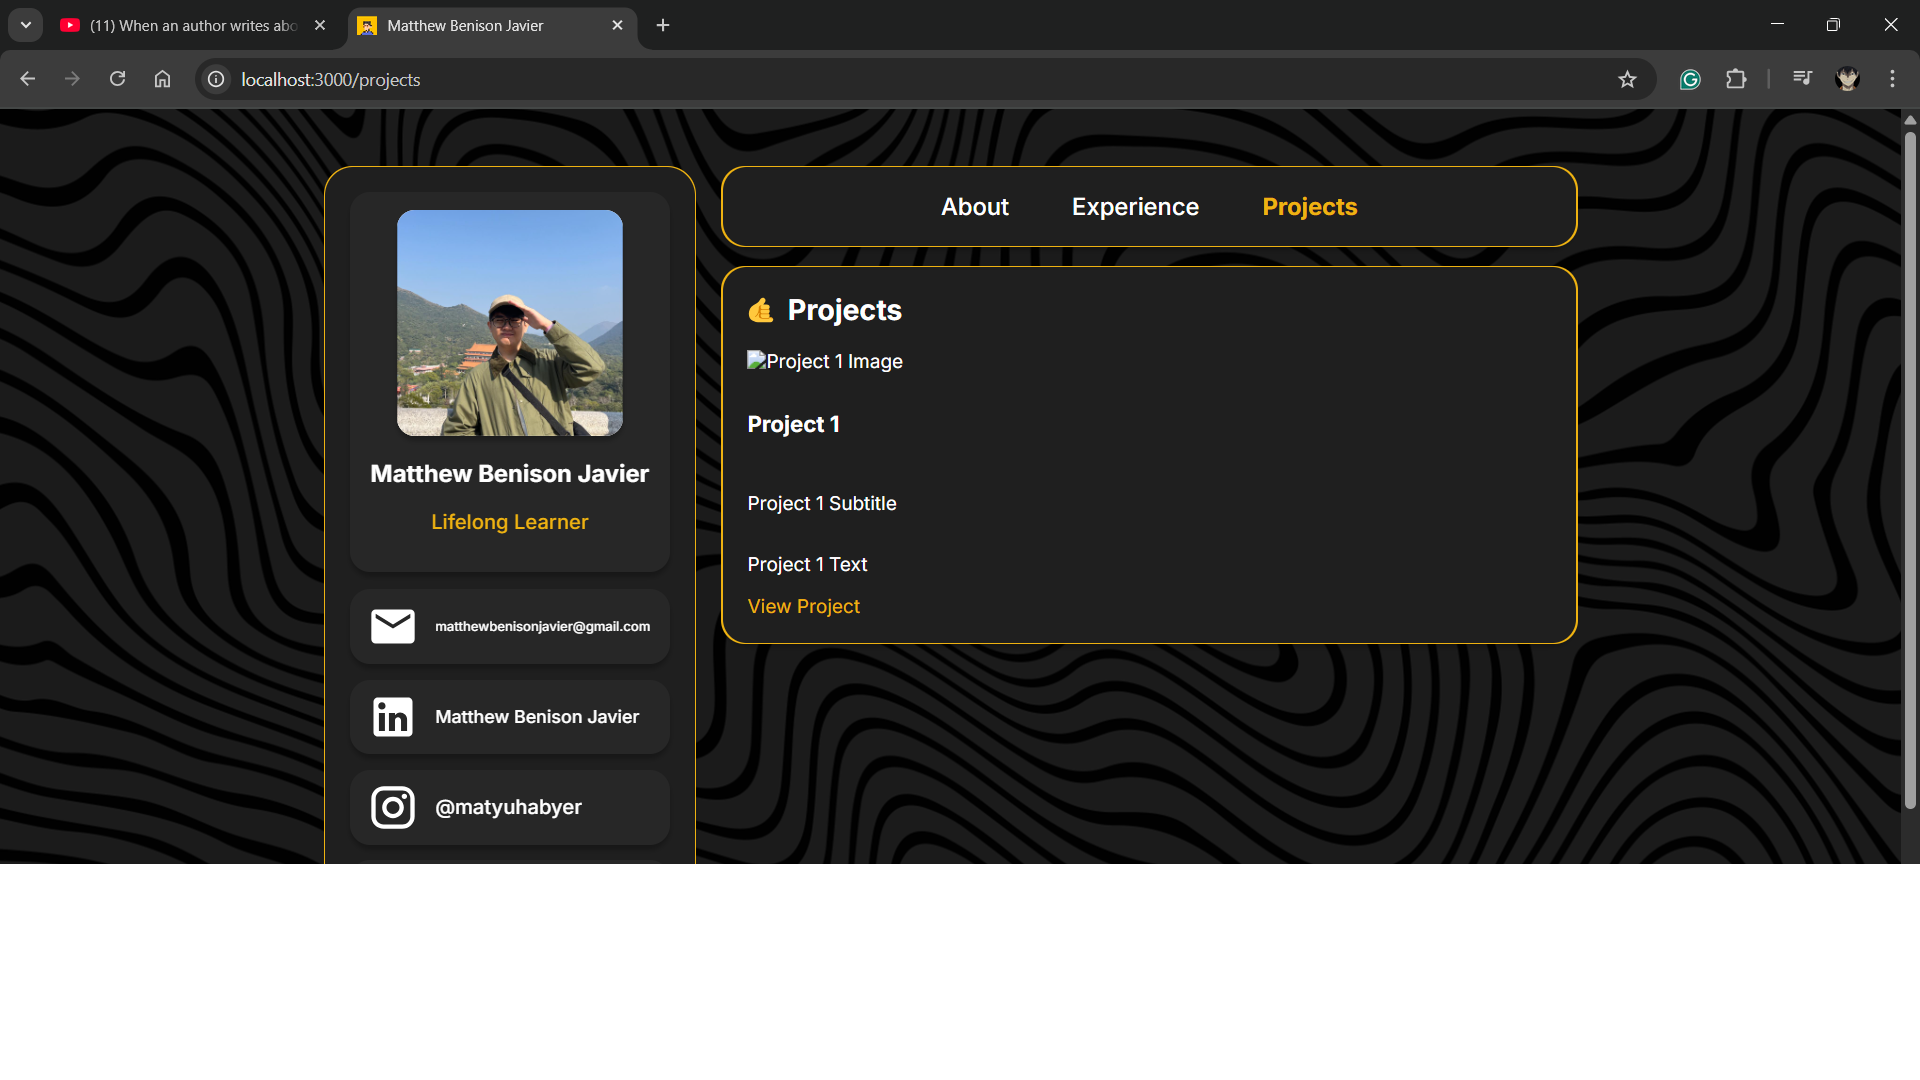 (11) When an author writes abo
Matthew Benison Javier
localhost:3000/projects
About Experience Projects
Matthew Benison Javier
Lifelong Learner
matthewbenisonjavier@gmail.com
Matthew Benison Javier
@matyuhabyer
Projects
Project 1 Image
Project 1
Project 1 Subtitle
Project 1 Text
View Project